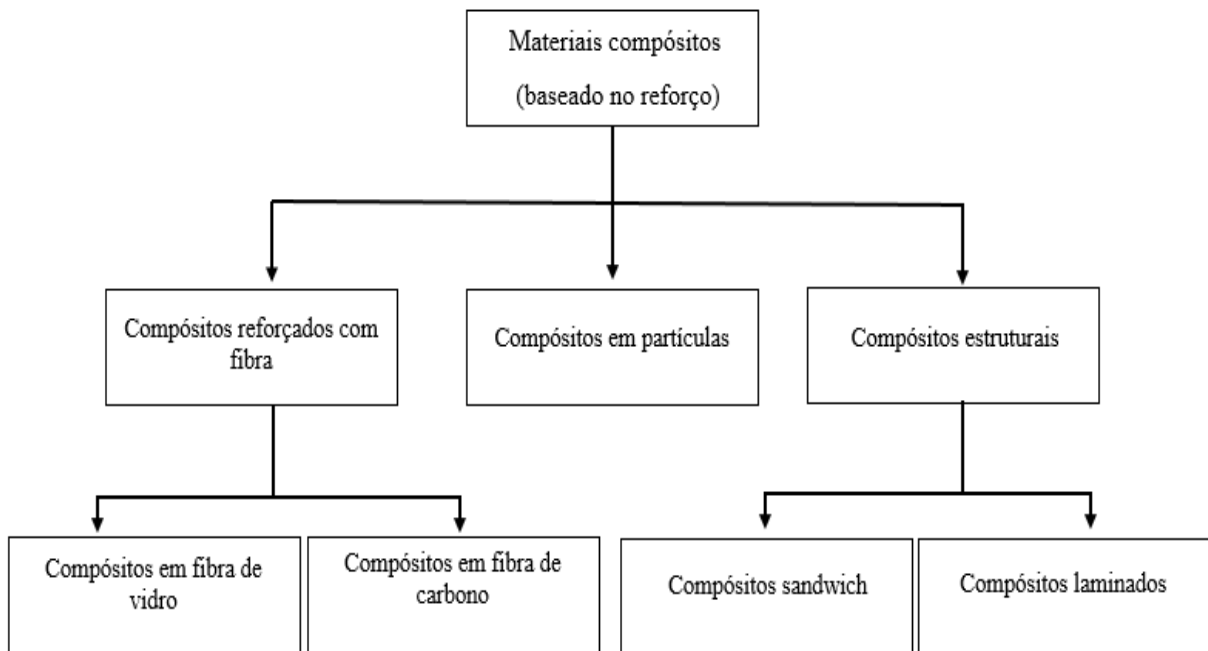 Materiais compósitos
(baseado no reforço)
Compósitos reforçados com
fibra
Compósitos em partículas
Compósitos estruturais
Compósitos em fibra de
vidro
Compósitos em fibra de
carbono
Compósitos sandwich
Compósitos laminados